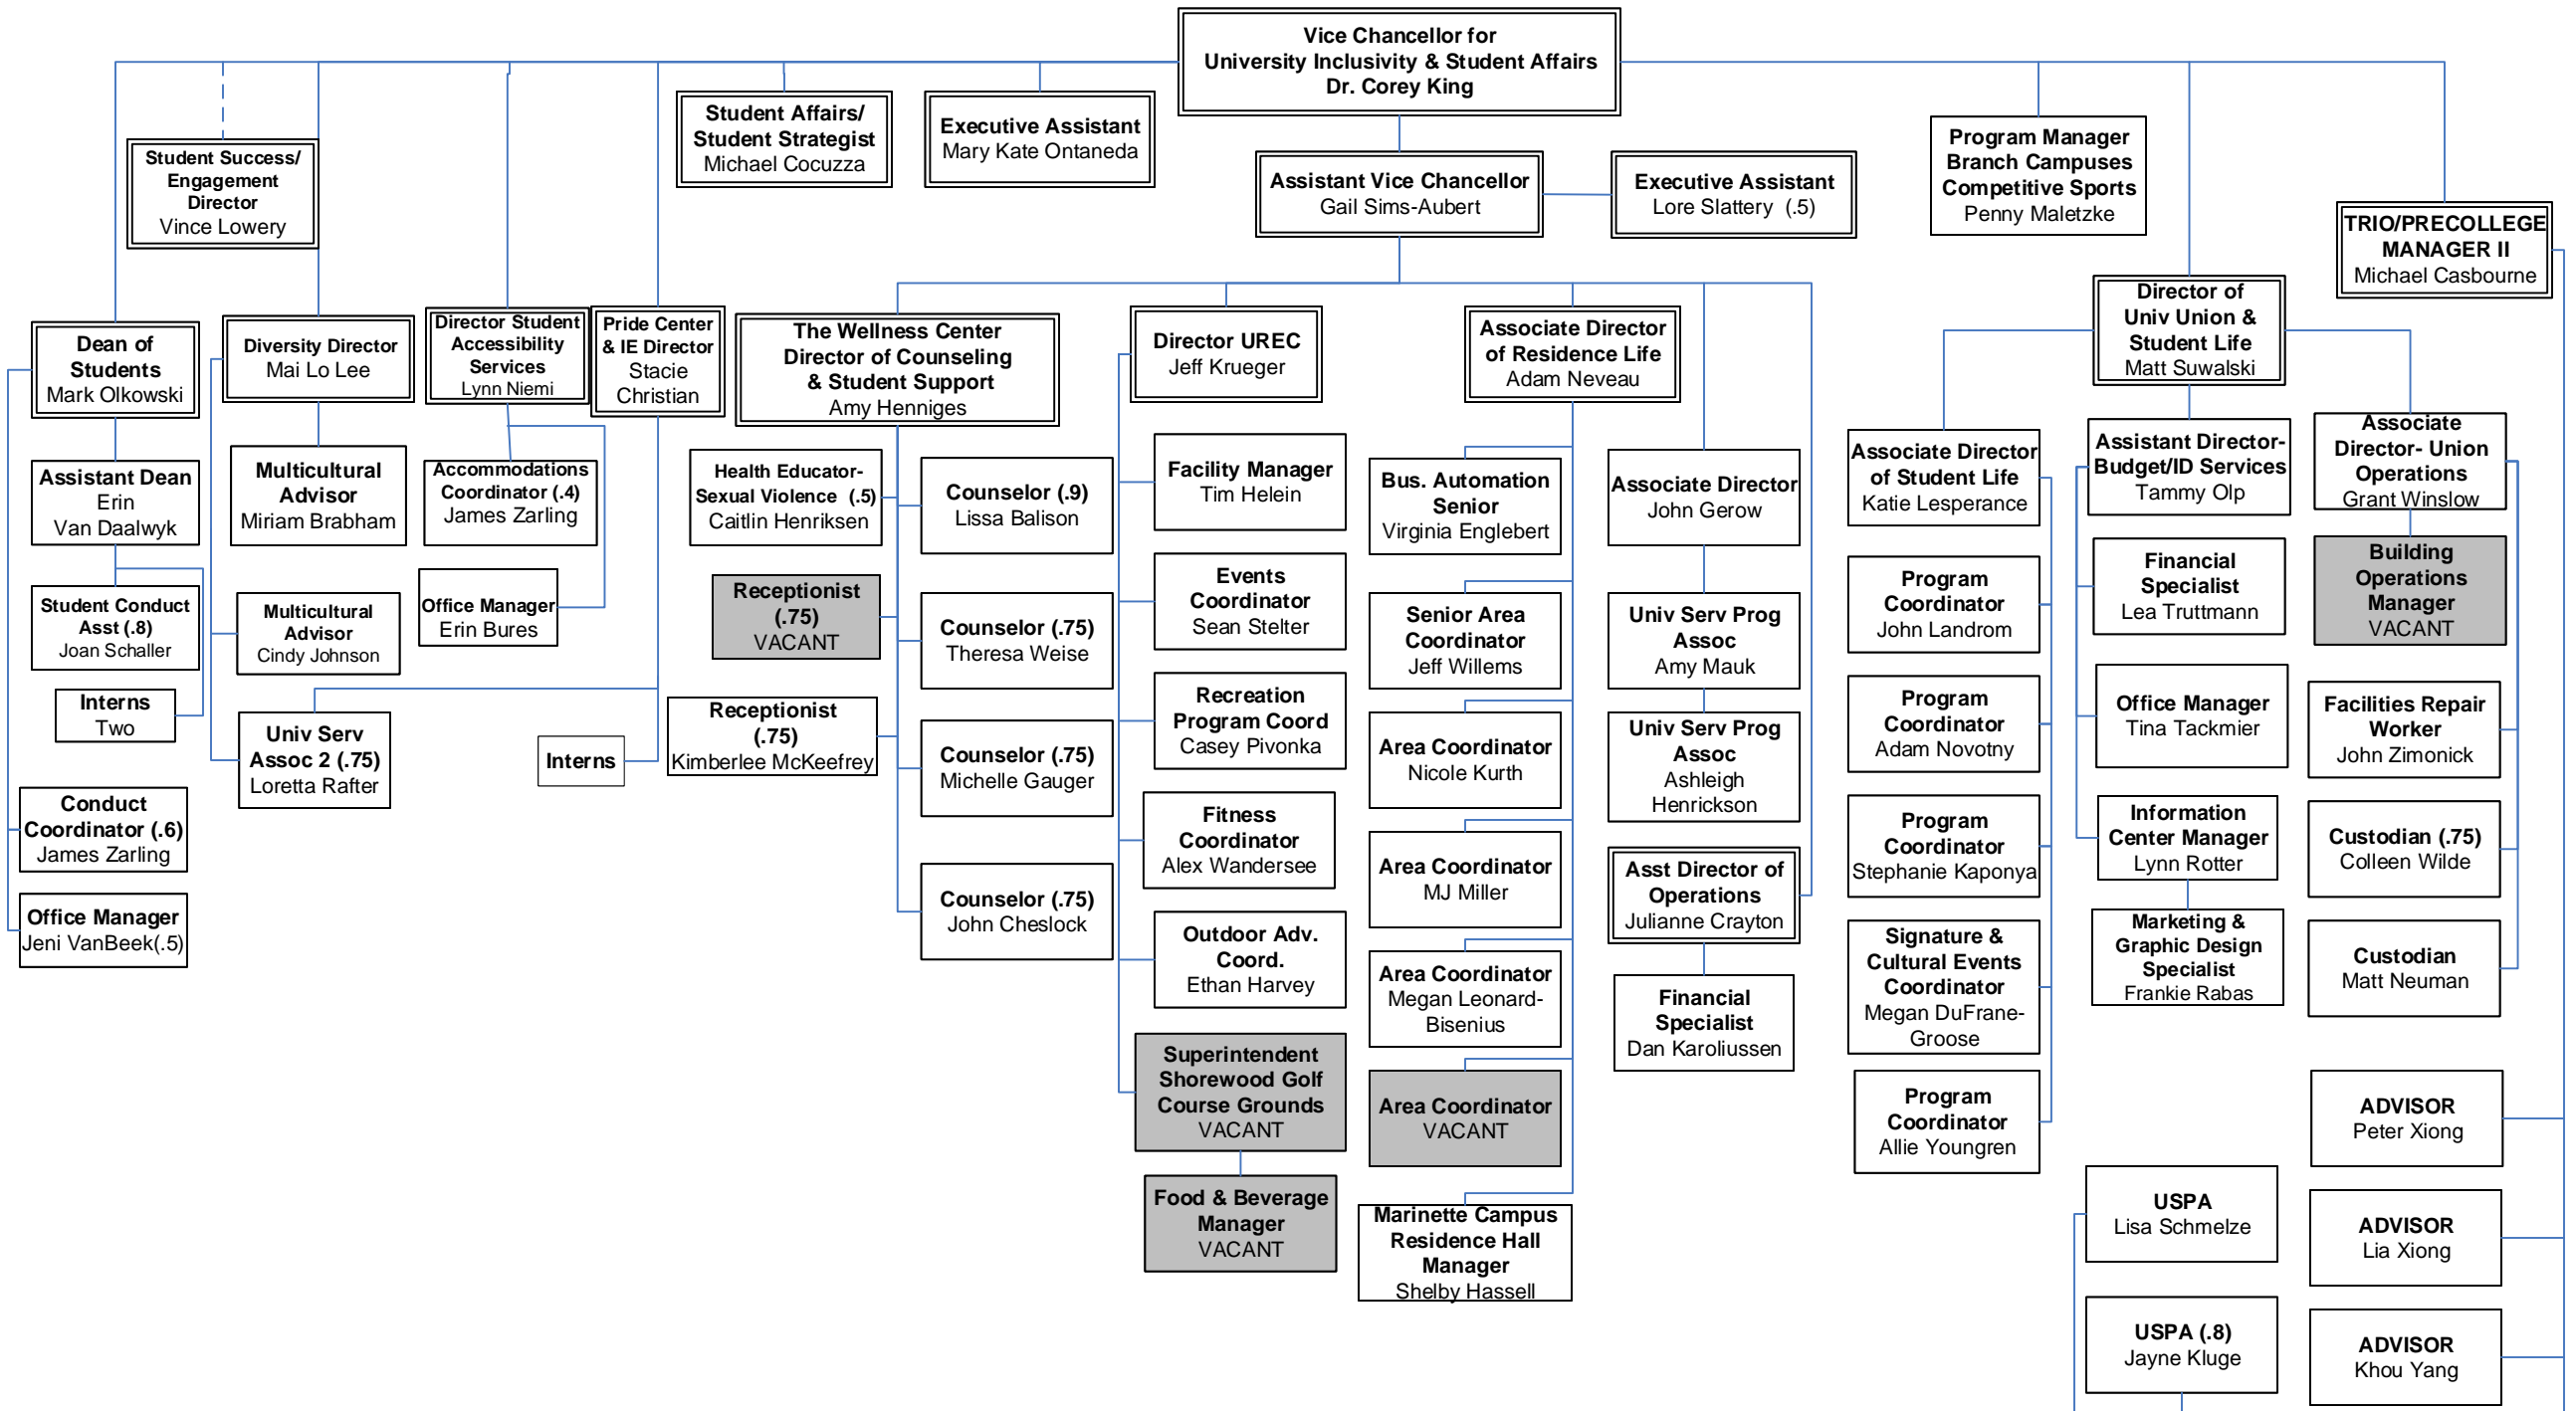 Vice Chancellor for
University Inclusivity & Student Affairs
Dr. Corey King
Student Affairs/
Student Strategist
Michael Cocuzza
Executive Assistant
Mary Kate Ontaneda
Assistant Vice Chancellor
Gail Sims-Aubert
Executive Assistant
Lore Slattery (.5)
Program Manager
Branch Campuses
Competitive Sports
Penny Maletzke
Student Success/
Engagement
Director
Vince Lowery
TRIO/PRECOLLEGE
MANAGER II
Michael Casbourne
Dean of
Students
Mark Olkowski
Diversity Director
Mai Lo Lee
Director Student
Accessibility
Services
Lynn Niemi
Pride Center
& IE Director
Stacie
Christian
The Wellness Center
Director of Counseling
& Student Support
Amy Henniges
Director UREC
Jeff Krueger
Associate Director
of Residence Life
Adam Neveau
Director of
Univ Union &
Student Life
Matt Suwalski
Assistant Dean
Erin
Van Daalwyk
Student Conduct
Asst (.8)
Joan Schaller
Interns
Two
Conduct
Coordinator (.6)
James Zarling
Office Manager
Jeni VanBeek(.5)
Multicultural
Advisor
Miriam Brabham
Multicultural
Advisor
Cindy Johnson
Univ Serv
Assoc 2 (.75)
Loretta Rafter
Accommodations
Coordinator (.4)
James Zarling
Office Manager
Erin Bures
Interns
Health Educator-
Sexual Violence (.5)
Caitlin Henriksen
Receptionist
(.75)
VACANT
Receptionist
(.75)
Kimberlee McKeefrey
Counselor (.9)
Lissa Balison
Counselor (.75)
Theresa Weise
Counselor (.75)
Michelle Gauger
Counselor (.75)
John Cheslock
Facility Manager
Tim Helein
Events
Coordinator
Sean Stelter
Recreation
Program Coord
Casey Pivonka
Fitness
Coordinator
Alex Wandersee
Outdoor Adv.
Coord.
Ethan Harvey
Superintendent
Shorewood Golf
Course Grounds
VACANT
Food & Beverage
Manager
VACANT
Bus. Automation
Senior
Virginia Englebert
Senior Area
Coordinator
Jeff Willems
Area Coordinator
Nicole Kurth
Area Coordinator
MJ Miller
Area Coordinator
Megan Leonard-
Bisenius
Area Coordinator
VACANT
Marinette Campus
Residence Hall
Manager
Shelby Hassell
Associate Director
John Gerow
Univ Serv Prog
Assoc
Amy Mauk
Univ Serv Prog
Assoc
Ashleigh
Henrickson
Asst Director of
Operations
Julianne Crayton
Financial
Specialist
Dan Karoliussen
Associate Director
of Student Life
Katie Lesperance
Program
Coordinator
John Landrom
Program
Coordinator
Adam Novotny
Program
Coordinator
Stephanie Kaponya
Signature &
Cultural Events
Coordinator
Megan DuFrane-
Groose
Program
Coordinator
Allie Youngren
Assistant Director-
Budget/ID Services
Tammy Olp
Financial
Specialist
Lea Truttmann
Office Manager
Tina Tackmier
Information
Center Manager
Lynn Rotter
Marketing &
Graphic Design
Specialist
Frankie Rabas
Associate
Director- Union
Operations
Grant Winslow
Building
Operations
Manager
VACANT
Facilities Repair
Worker
John Zimonick
Custodian (.75)
Colleen Wilde
Custodian
Matt Neuman
USPA
Lisa Schmelze
USPA (.8)
Jayne Kluge
ADVISOR
Peter Xiong
ADVISOR
Lia Xiong
ADVISOR
Khou Yang